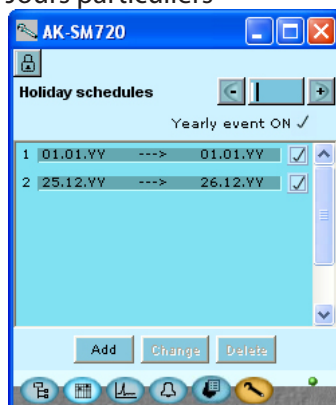 Jours particuliers
AK-SM720
Holiday schedules
Yearly event ON ✓
1 01.01.YY ---> 01.01.YY
2 25.12.YY ---> 26.12.YY
Add Change Delete